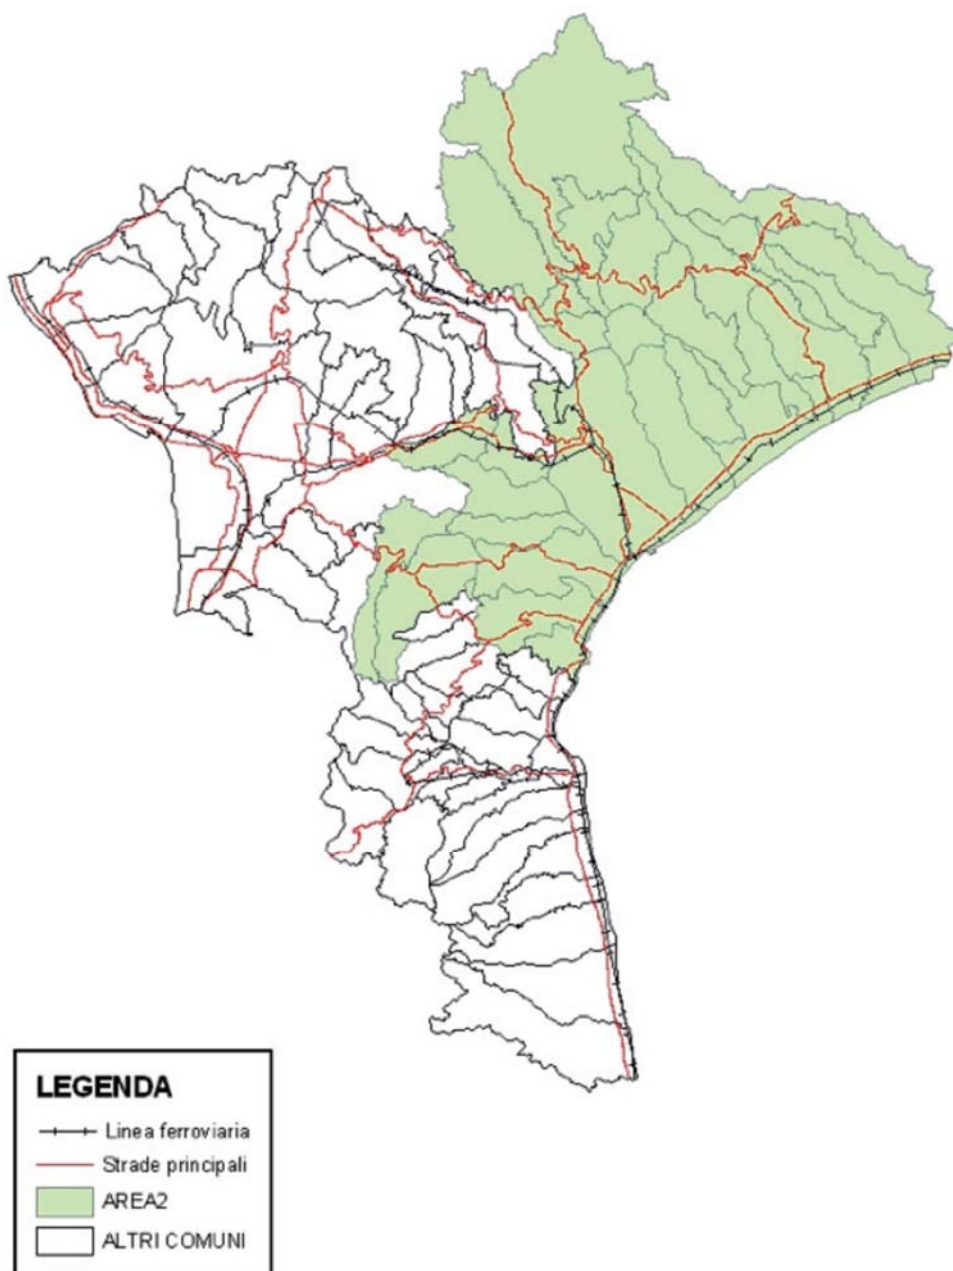 LEGENDA
Linea ferroviaria
Strade principali
AREA2
ALTRI COMUNI